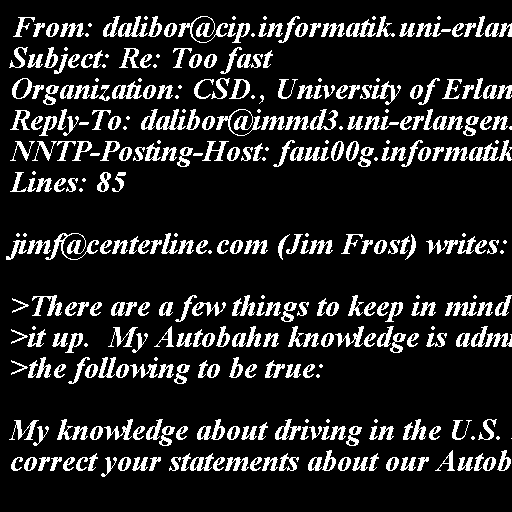 From: dalibor@cip.informatik.uni-erlan
Subject: Re: Too fast
Organization: CSD., University of Erlan
Reply-To: dalibor@immd3.uni-erlangen.
NNTP-Posting-Host: faui00g.informatik
Lines: 85

jimf@centerline.com (Jim Frost) writes:

>There are a few things to keep in mind
>it up.  My Autobahn knowledge is admi
>the following to be true:

My knowledge about driving in the U.S.
correct your statements about our Autob